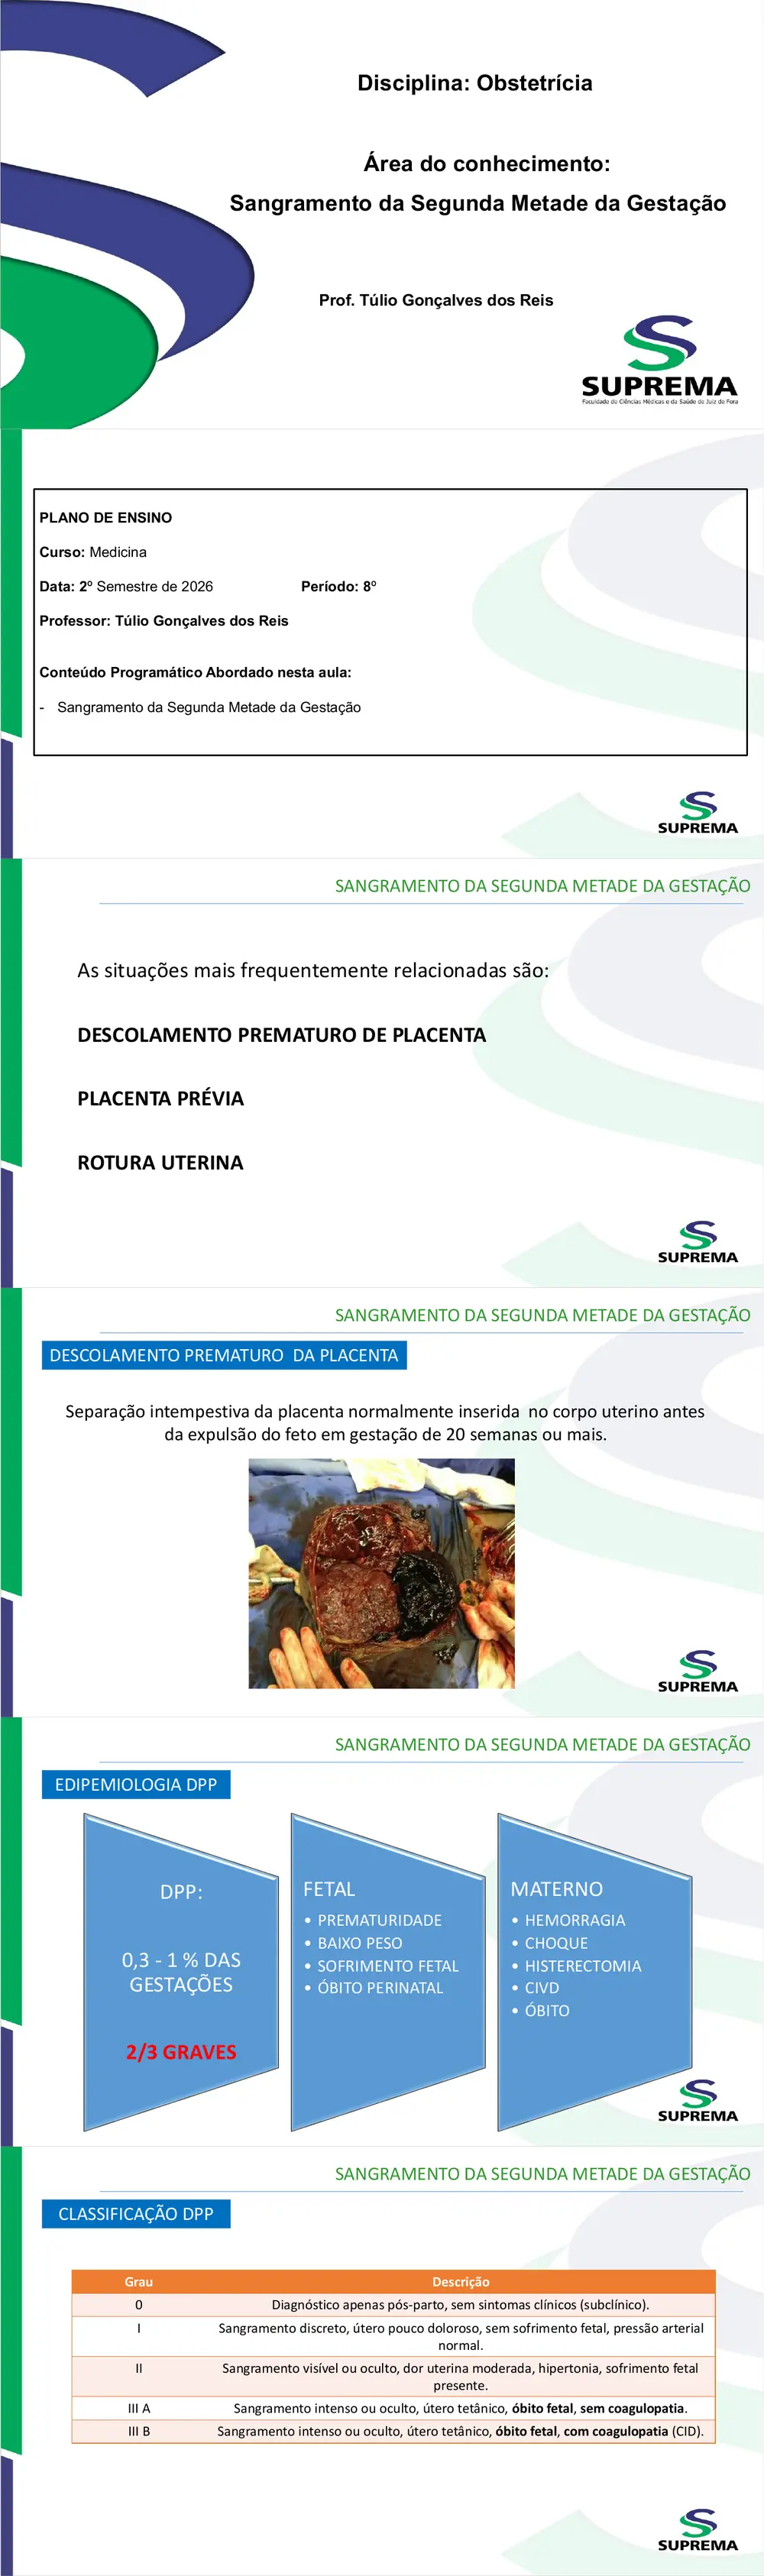 Disciplina: Obstetrícia
Área do conhecimento:
Sangramento da Segunda Metade da Gestação
Prof. Túlio Gonçalves dos Reis
SUPREMA
Faculdade de Ciências Médicas e da Saúde de Juiz de Fora
PLANO DE ENSINO
Curso: Medicina
Data: 2º Semestre de 2026 Período: 8º
Professor: Túlio Gonçalves dos Reis
Conteúdo Programático Abordado nesta aula:
- Sangramento da Segunda Metade da Gestação
SUPREMA
SANGRAMENTO DA SEGUNDA METADE DA GESTAÇÃO
As situações mais frequentemente relacionadas são:
DESCOLAMENTO PREMATURO DE PLACENTA
PLACENTA PRÉVIA
ROTURA UTERINA
SUPREMA
SANGRAMENTO DA SEGUNDA METADE DA GESTAÇÃO
DESCOLAMENTO PREMATURO DA PLACENTA
Separação intempestiva da placenta normalmente inserida no corpo uterino antes
da expulsão do feto em gestação de 20 semanas ou mais.
SUPREMA
SANGRAMENTO DA SEGUNDA METADE DA GESTAÇÃO
EDIPEMIOLOGIA DPP
DPP:
0,3 - 1 % DAS
GESTAÇÕES
2/3 GRAVES
FETAL
• PREMATURIDADE
• BAIXO PESO
• SOFRIMENTO FETAL
• ÓBITO PERINATAL
MATERNO
• HEMORRAGIA
• CHOQUE
• HISTERECTOMIA
• CIVD
• ÓBITO
SUPREMA
SANGRAMENTO DA SEGUNDA METADE DA GESTAÇÃO
CLASSIFICAÇÃO DPP
Grau Descrição
0 Diagnóstico apenas pós-parto, sem sintomas clínicos (subclínico).
I Sangramento discreto, útero pouco doloroso, sem sofrimento fetal, pressão arterial
normal.
II Sangramento visível ou oculto, dor uterina moderada, hipertonia, sofrimento fetal
presente.
III A Sangramento intenso ou oculto, útero tetânico, óbito fetal, sem coagulopatia.
III B Sangramento intenso ou oculto, útero tetânico, óbito fetal, com coagulopatia (CID).
SUPREMA